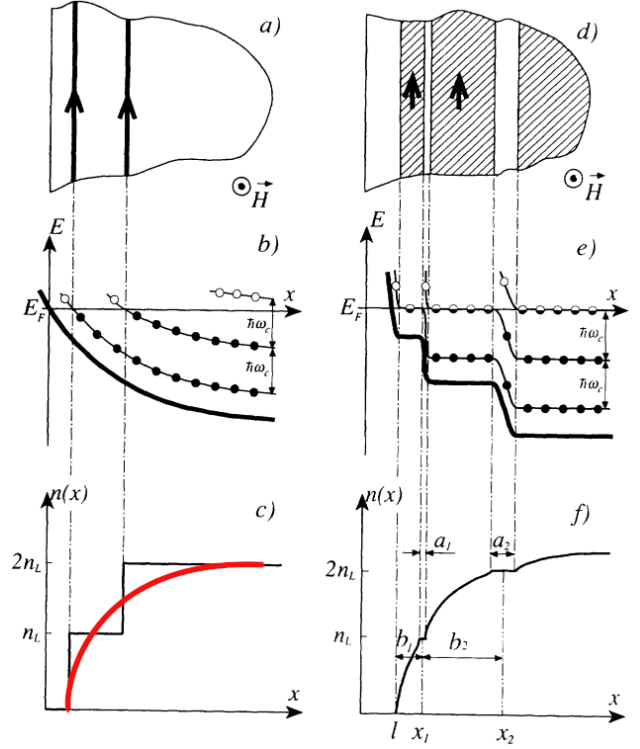 a)
H
b)
E
x
E_F
ħω_c
ħω_c
n(x)
c)
2n_L
n_L
x
d)
H
e)
E
x
E_F
ħω_c
ħω_c
n(x)
f)
a_1
a_2
2n_L
n_L
b_1
b_2
x
l
x_1
x_2